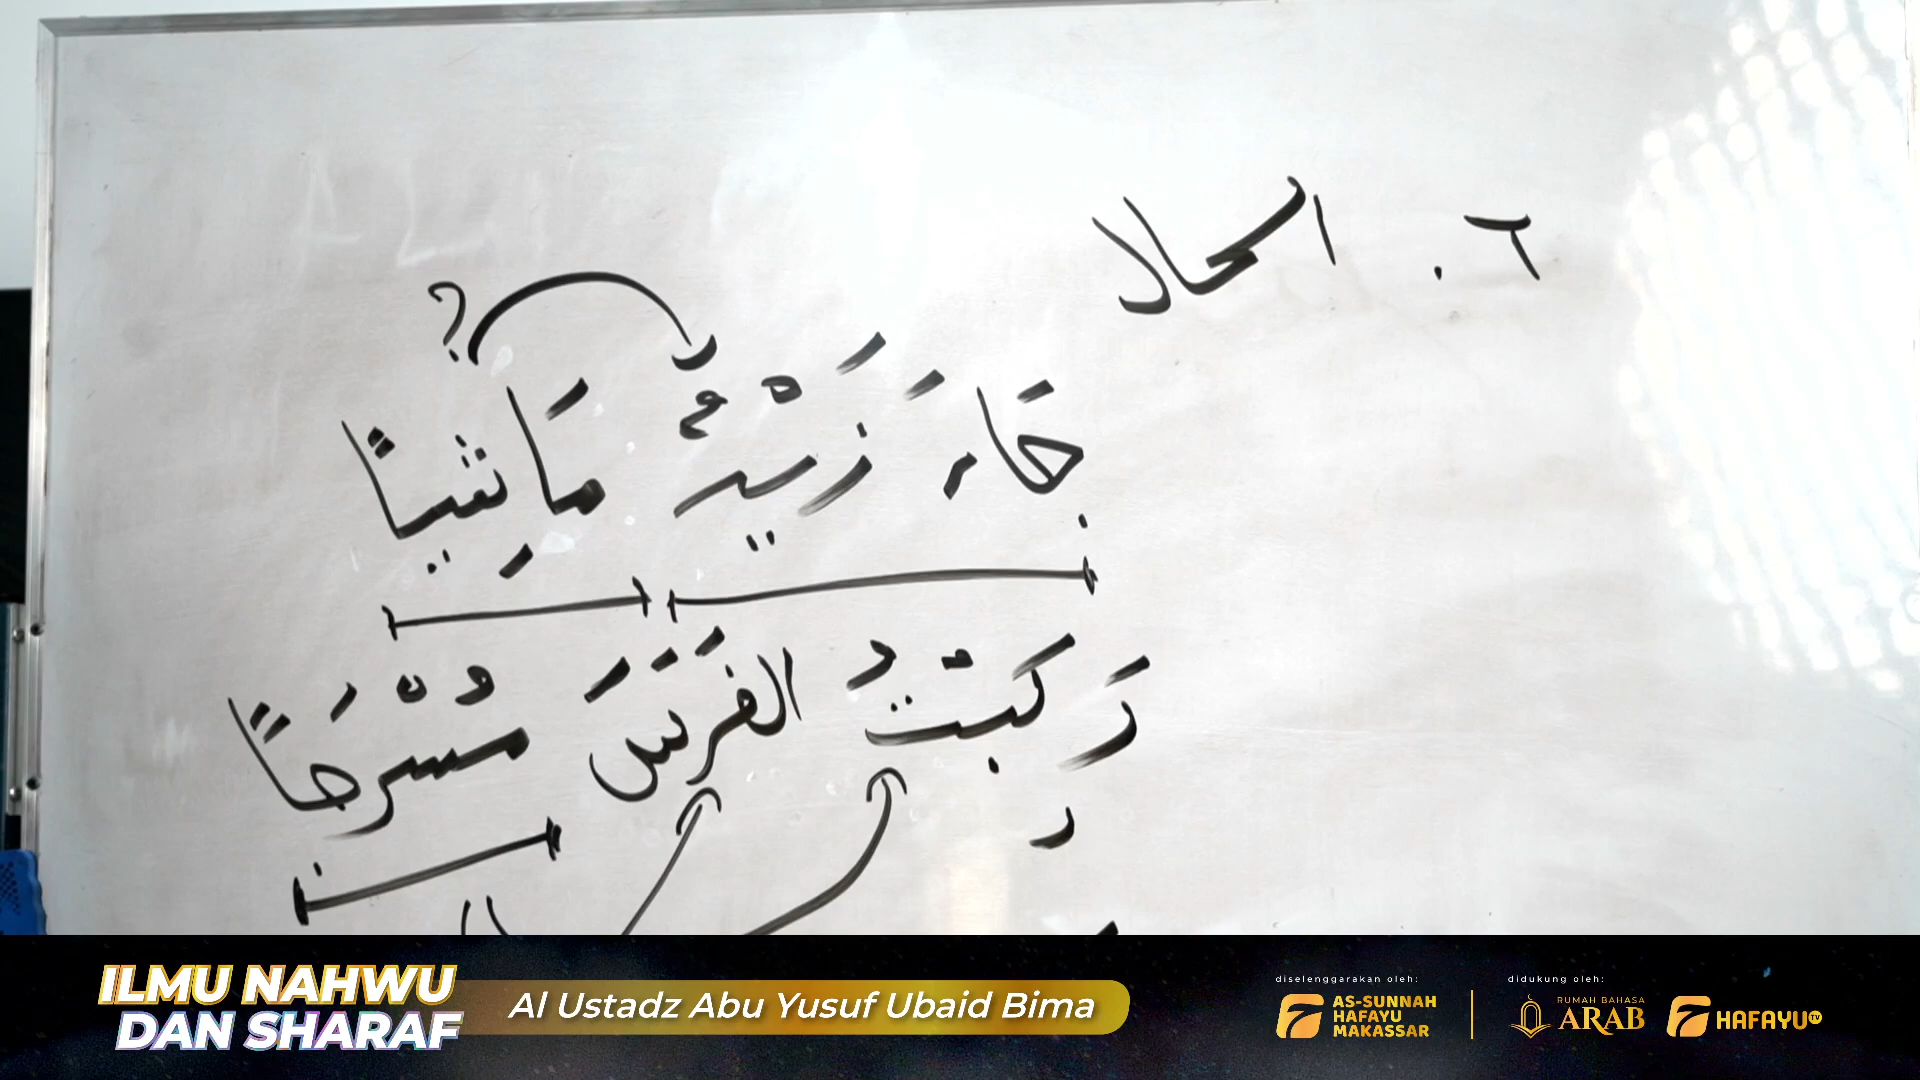 ٦. الحال
جَاءَ زَيْدٌ مَاشِيًا
?
رَكِبْتُ الفَرَسَ مُسْرَجًا
ILMU NAHWU
DAN SHARAF
Al Ustadz Abu Yusuf Ubaid Bima
diselenggarakan oleh:
AS-SUNNAH
HAFAYU
MAKASSAR
didukung oleh:
RUMAH BAHASA
ARAB
HAFAYU TV